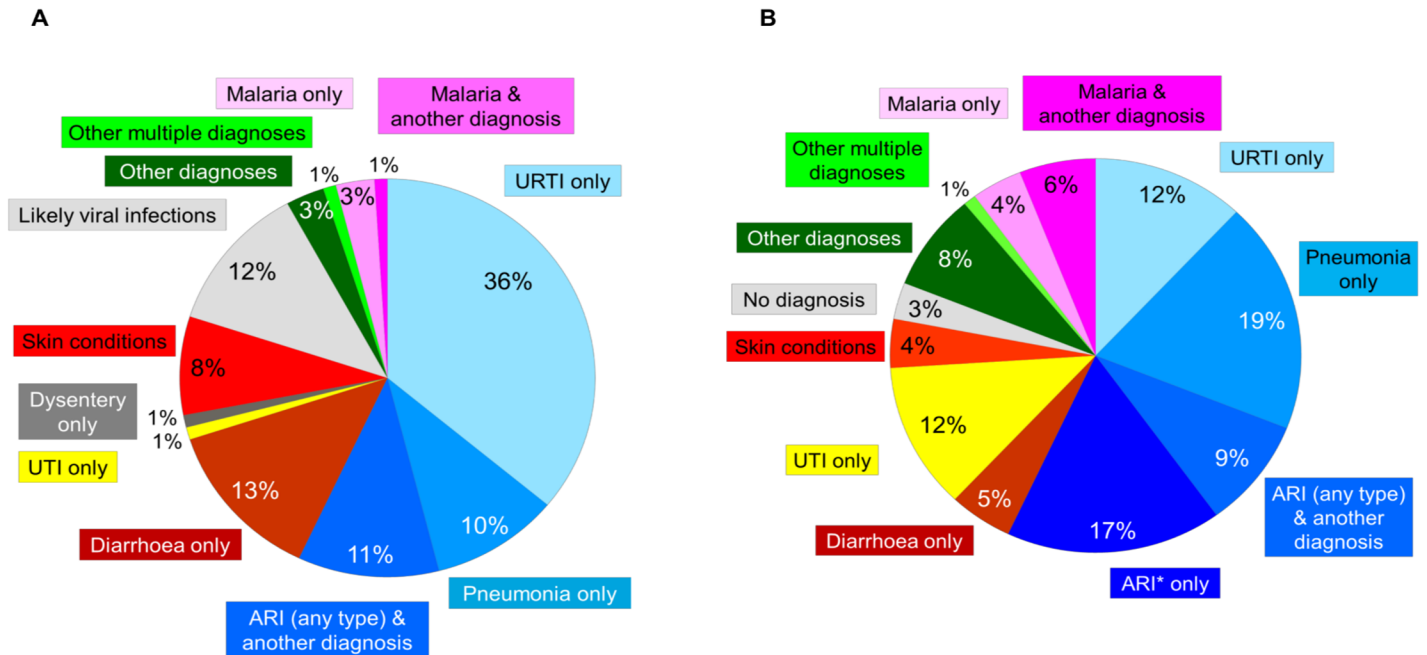 A
Malaria only
Malaria &
another diagnosis
Other multiple diagnoses
Other diagnoses
Likely viral infections
URTI only
1%
1%
3%
3%
12%
36%
Skin conditions
8%
Dysentery
only
1%
1%
UTI only
13%
10%
11%
Diarrhoea only
Pneumonia only
ARI (any type) &
another diagnosis
B
Malaria only
Malaria &
another diagnosis
Other multiple
diagnoses
URTI only
1%
4%
6%
12%
Other diagnoses
8%
Pneumonia
only
No diagnosis
3%
19%
Skin conditions
4%
12%
UTI only
9%
ARI (any type)
& another
diagnosis
5%
17%
Diarrhoea only
ARI* only